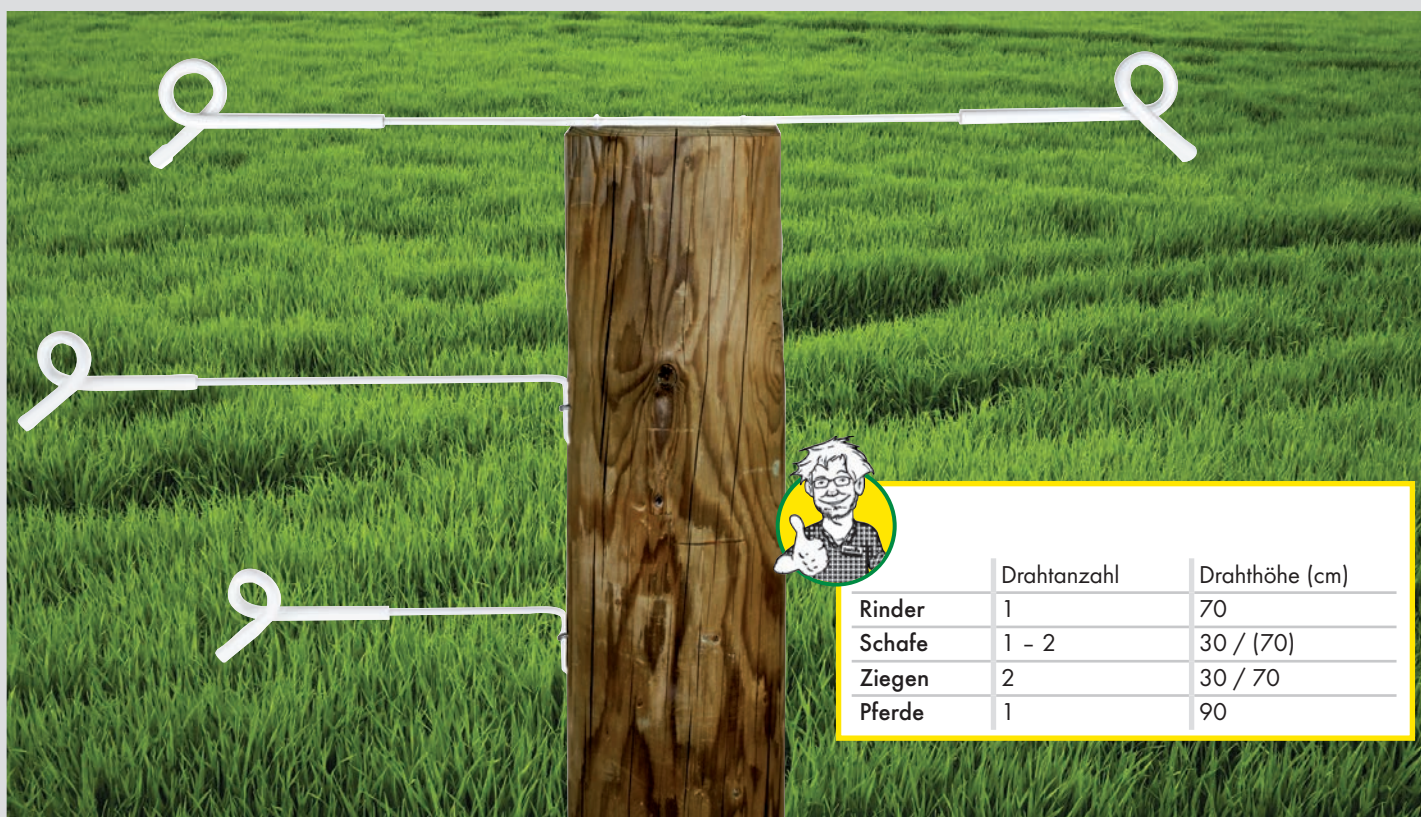 Drahtanzahl Drahthöhe (cm)
Rinder 1 70
Schafe 1 – 2 30 / (70)
Ziegen 2 30 / 70
Pferde 1 90